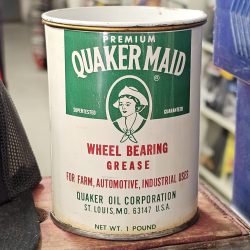 PREMIUM
QUAKER MAID
®
SUPERTESTED GUARANTEED
WHEEL BEARING
GREASE
FOR FARM, AUTOMOTIVE, INDUSTRIAL USES
QUAKER OIL CORPORATION
ST. LOUIS, MO. 63147 U.S.A.
NET WT. 1 POUND